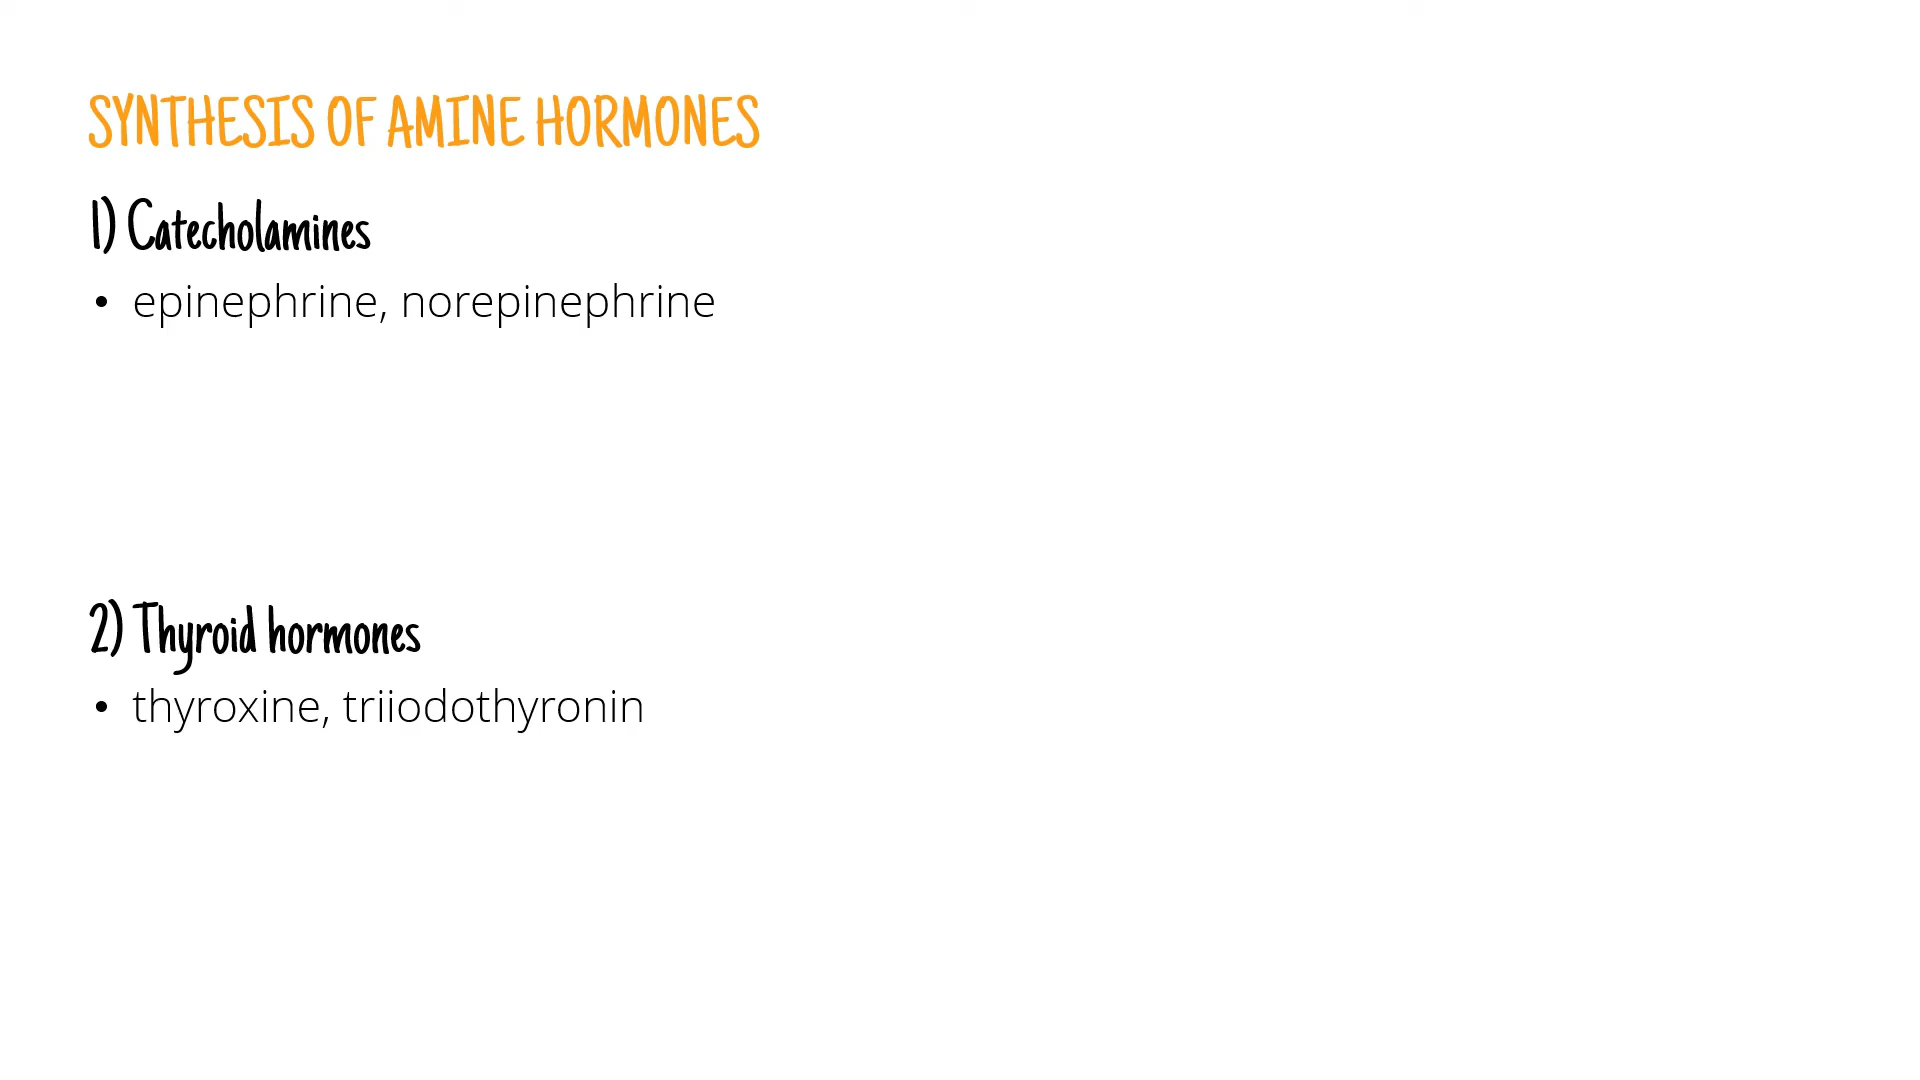 SYNTHESIS OF AMINE HORMONES
1) Catecholamines
• epinephrine, norepinephrine
2) Thyroid hormones
• thyroxine, triiodothyronin